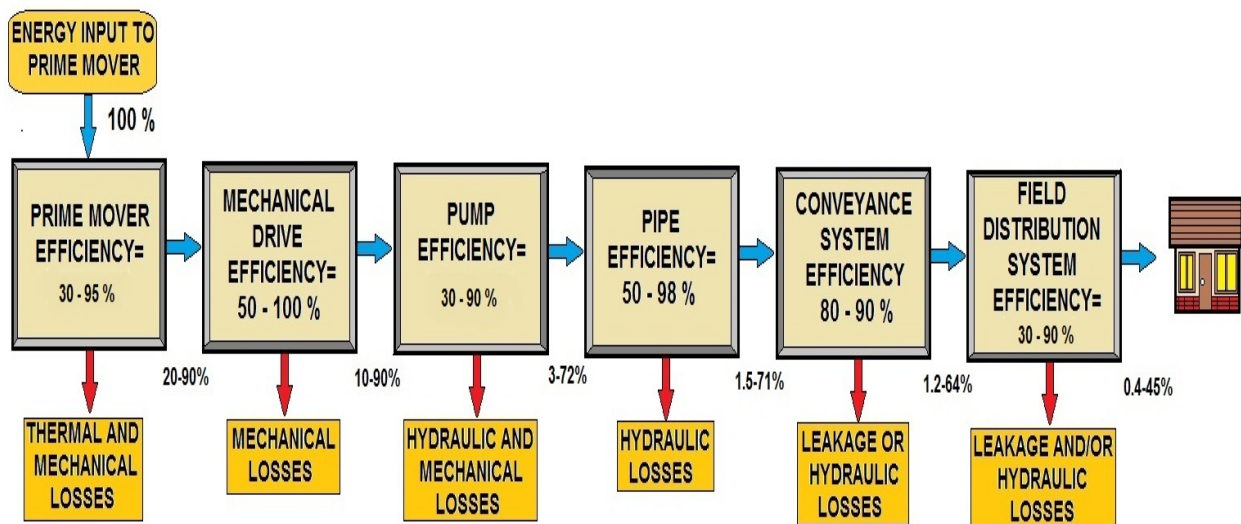 ENERGY INPUT TO
PRIME MOVER
100 %
PRIME MOVER
EFFICIENCY=
30 - 95 %
MECHANICAL
DRIVE
EFFICIENCY=
50 - 100 %
PUMP
EFFICIENCY=
30 - 90 %
PIPE
EFFICIENCY=
50 - 98 %
CONVEYANCE
SYSTEM
EFFICIENCY
80 - 90 %
FIELD
DISTRIBUTION
SYSTEM
EFFICIENCY=
30 - 90 %
20-90%
10-90%
3-72%
1.5-71%
1.2-64%
0.4-45%
THERMAL AND
MECHANICAL
LOSSES
MECHANICAL
LOSSES
HYDRAULIC AND
MECHANICAL
LOSSES
HYDRAULIC
LOSSES
LEAKAGE OR
HYDRAULIC
LOSSES
LEAKAGE AND/OR
HYDRAULIC
LOSSES